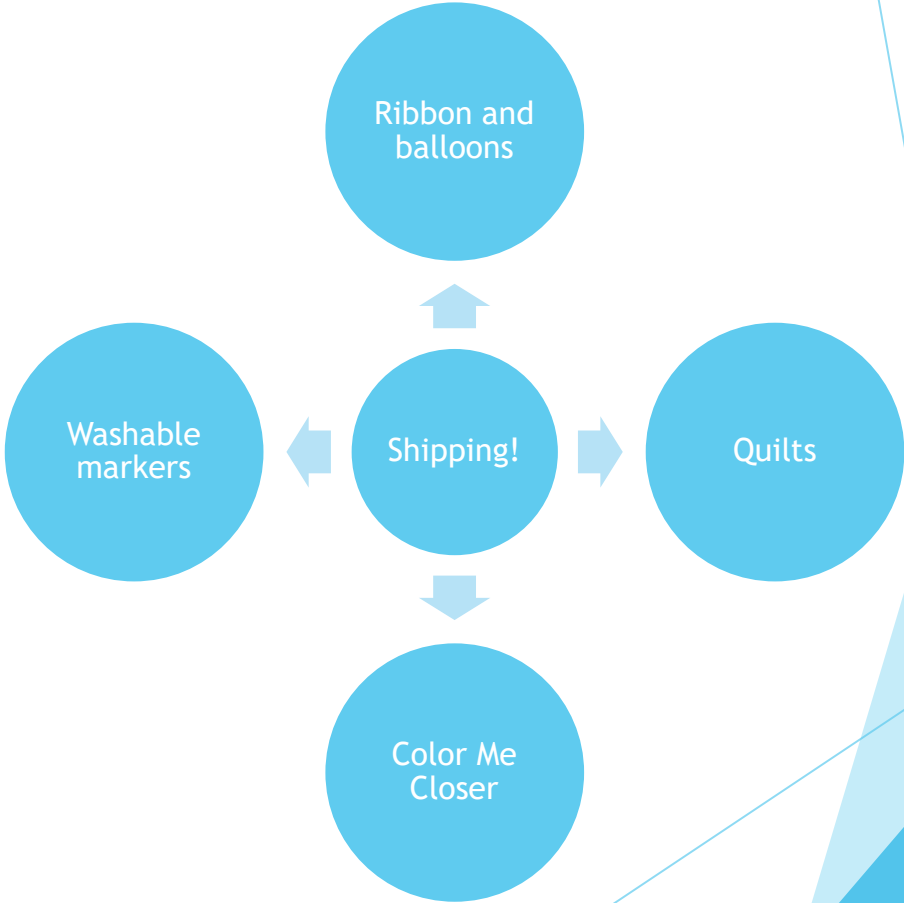 Ribbon and
balloons
Washable
markers
Shipping!
Quilts
Color Me
Closer